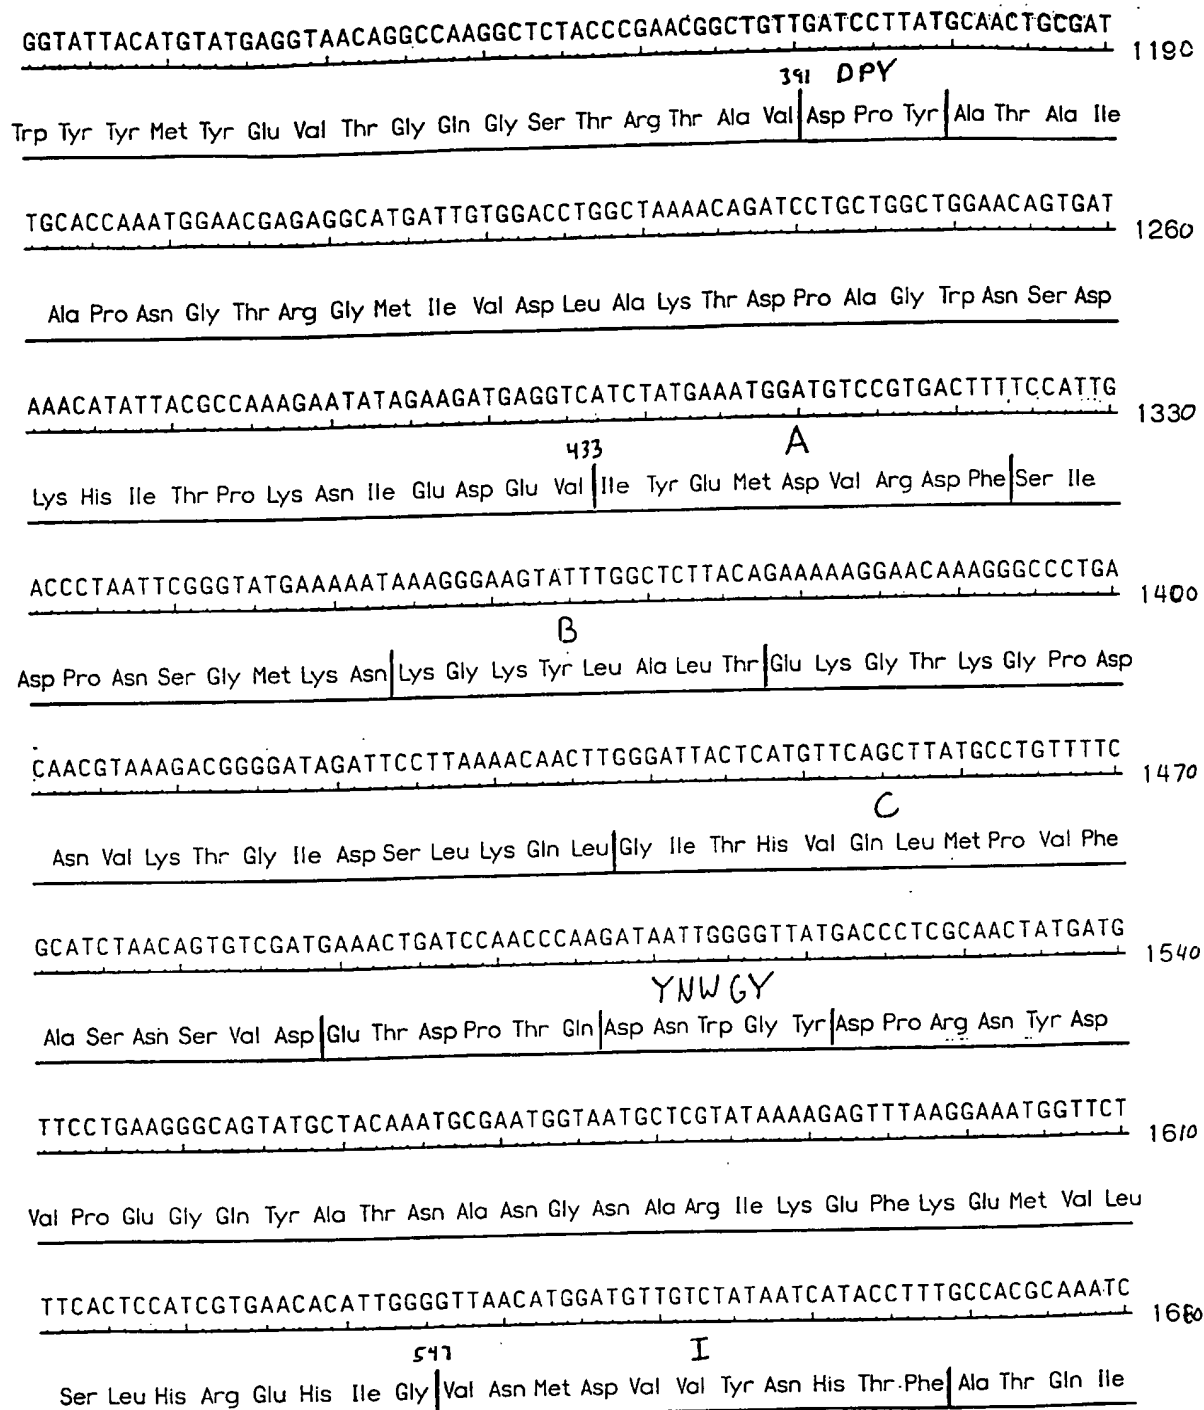 GGTATTACATGTATGAGGTAACAGGCCAAGGCTCTACCCGAACGGCTGTTGATCCTTATGCAACTGCGAT 1190
391 DPY
Trp Tyr Tyr Met Tyr Glu Val Thr Gly Gln Gly Ser Thr Arg Thr Ala Val Asp Pro Tyr Ala Thr Ala Ile
TGCACCAAATGGAACGAGAGGCATGATTGTGGACCTGGCTAAAACAGATCCTGCTGGCTGGAACAGTGAT 1260
Ala Pro Asn Gly Thr Arg Gly Met Ile Val Asp Leu Ala Lys Thr Asp Pro Ala Gly Trp Asn Ser Asp
AAACATATTACGCCAAAGAATATAGAAGATGAGGTCATCTATGAAATGGATGTCCGTGACTTTTCCATTG 1330
433 A
Lys His Ile Thr Pro Lys Asn Ile Glu Asp Glu Val Ile Tyr Glu Met Asp Val Arg Asp Phe Ser Ile
ACCCTAATTCGGGTATGAAAAATAAAGGGAAGTATTTGGCTCTTACAGAAAAAGGAACAAAGGGCCCTGA 1400
B
Asp Pro Asn Ser Gly Met Lys Asn Lys Gly Lys Tyr Leu Ala Leu Thr Glu Lys Gly Thr Lys Gly Pro Asp
CAACGTAAAGACGGGGATAGATTCCTTAAAACAACTTGGGATTACTCATGTTCAGCTTATGCCTGTTTTC 1470
C
Asn Val Lys Thr Gly Ile Asp Ser Leu Lys Gln Leu Gly Ile Thr His Val Gln Leu Met Pro Val Phe
GCATCTAACAGTGTCGATGAAACTGATCCAACCCAAGATAATTGGGGTTATGACCCTCGCAACTATGATG 1540
YNWGY
Ala Ser Asn Ser Val Asp Glu Thr Asp Pro Thr Gln Asp Asn Trp Gly Tyr Asp Pro Arg Asn Tyr Asp
TTCCTGAAGGGCAGTATGCTACAAATGCGAATGGTAATGCTCGTATAAAAGAGTTTAAGGAAATGGTTCT 1610
Val Pro Glu Gly Gln Tyr Ala Thr Asn Ala Asn Gly Asn Ala Arg Ile Lys Glu Phe Lys Glu Met Val Leu
TTCACTCCATCGTGAACACATTGGGGTTAACATGGATGTTGTCTATAATCATACCTTTGCCACGCAAATC 1680
547 I
Ser Leu His Arg Glu His Ile Gly Val Asn Met Asp Val Val Tyr Asn His Thr Phe Ala Thr Gln Ile